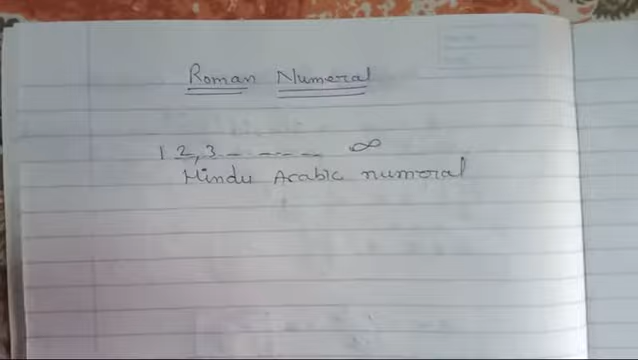 Roman Numeral
1 2, 3 - - - - - ∞
Hindu Arabic numeral